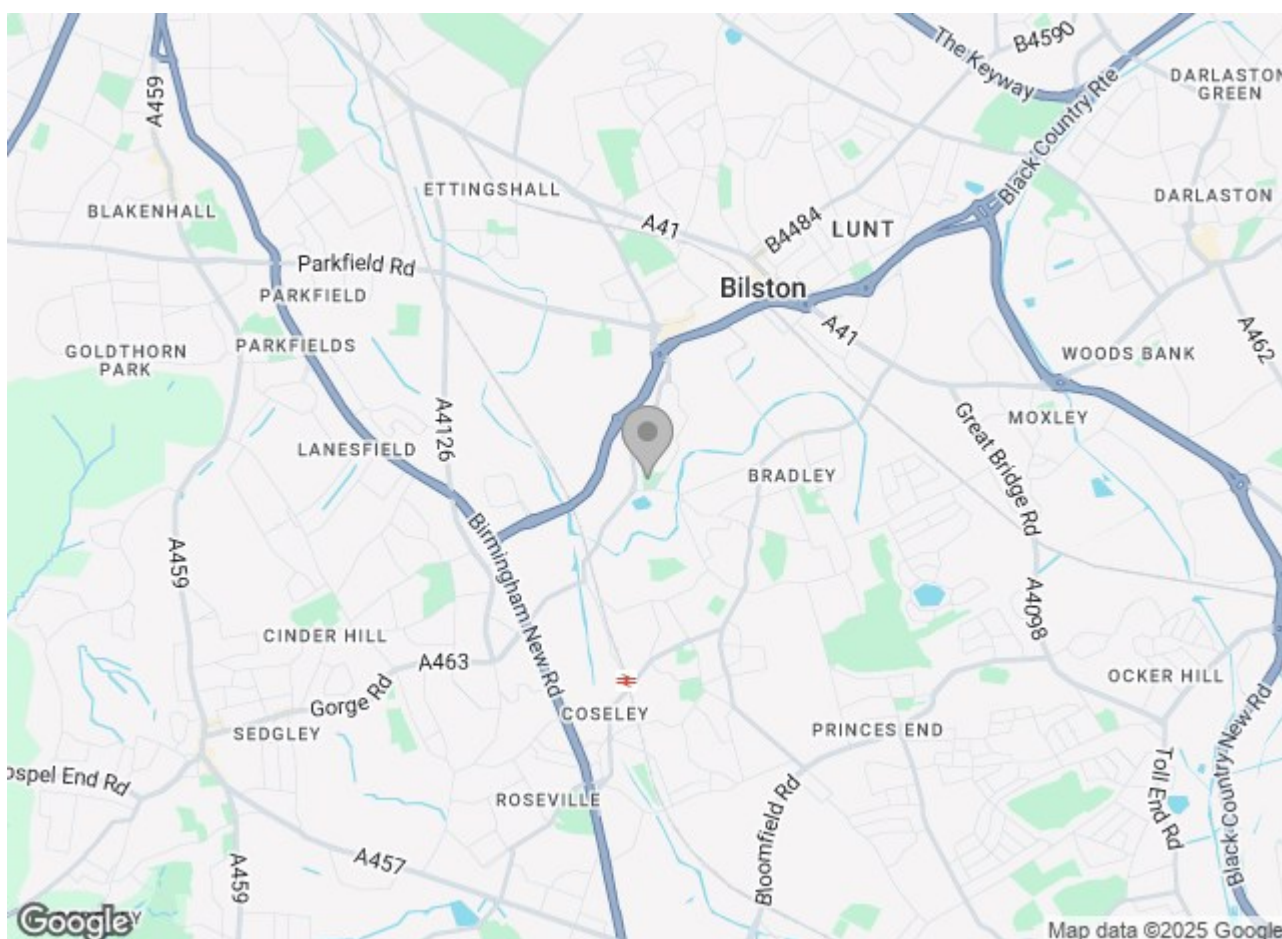 B4590
The Keyway
DARLASTON
GREEN
A459
Black Country Rte
ETTINGSHALL
DARLASTON
BLAKENHALL
A41
B4484
LUNT
Parkfield Rd
Bilston
PARKFIELD
A41
A462
GOLDTHORN
PARK
PARKFIELDS
WOODS BANK
A4126
MOXLEY
LANESFIELD
Great Bridge Rd
BRADLEY
Birmingham New Rd
A459
A4098
CINDER HILL
A463
OCKER HILL
Gorge Rd
COSELEY
SEDGLEY
PRINCES END
ospel End Rd
Toll End Rd
Black Country New Rd
ROSEVILLE
Bloomfield Rd
A457
A459
Google
Map data ©2025 Google